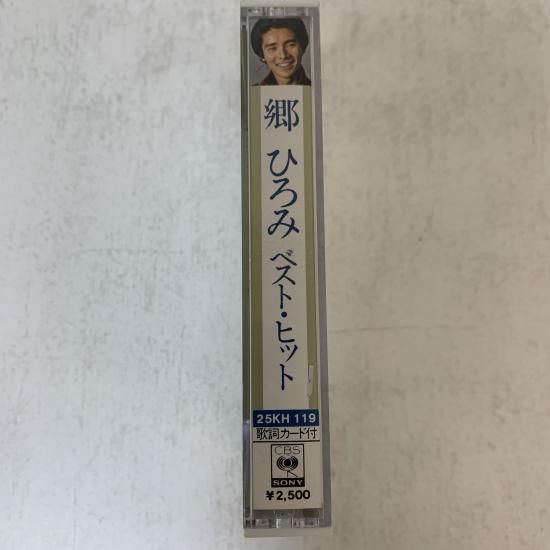 郷 ひろみ ベスト・ヒット
25KH 119
歌詞カード付
CBS
SONY
¥2,500